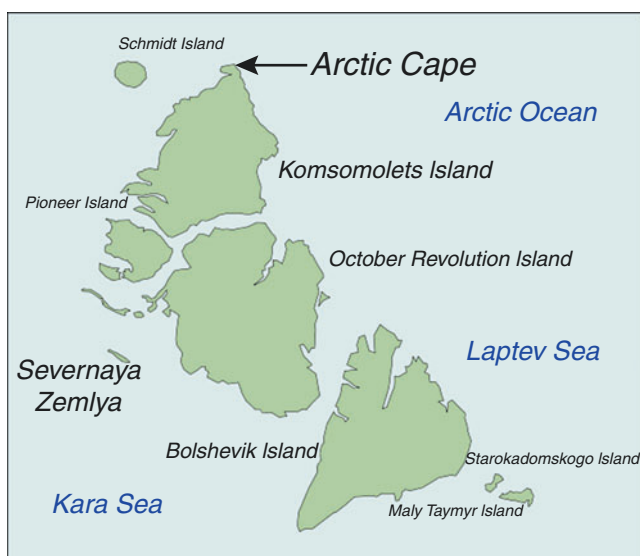 Schmidt Island
Arctic Cape
Arctic Ocean
Komsomolets Island
Pioneer Island
October Revolution Island
Laptev Sea
Severnaya
Zemlya
Bolshevik Island
Starokadomskogo Island
Kara Sea
Maly Taymyr Island